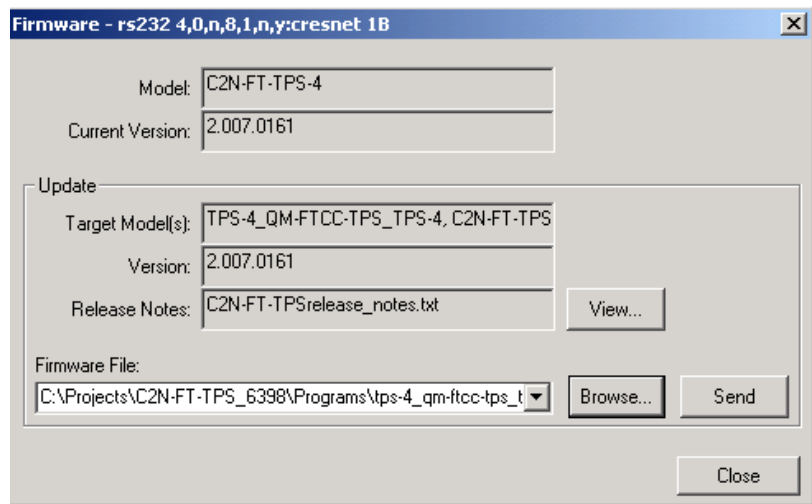 Firmware - rs232 4,0,n,8,1,n,y:cresnet 1B
Model: C2N-FT-TPS-4
Current Version: 2.007.0161
Update
Target Model(s): TPS-4_QM-FTCC-TPS_TPS-4, C2N-FT-TPS
Version: 2.007.0161
Release Notes: C2N-FT-TPSrelease_notes.txt View...
Firmware File:
C:\Projects\C2N-FT-TPS_6398\Programs\tps-4_qm-ftcc-tps_t Browse... Send
Close